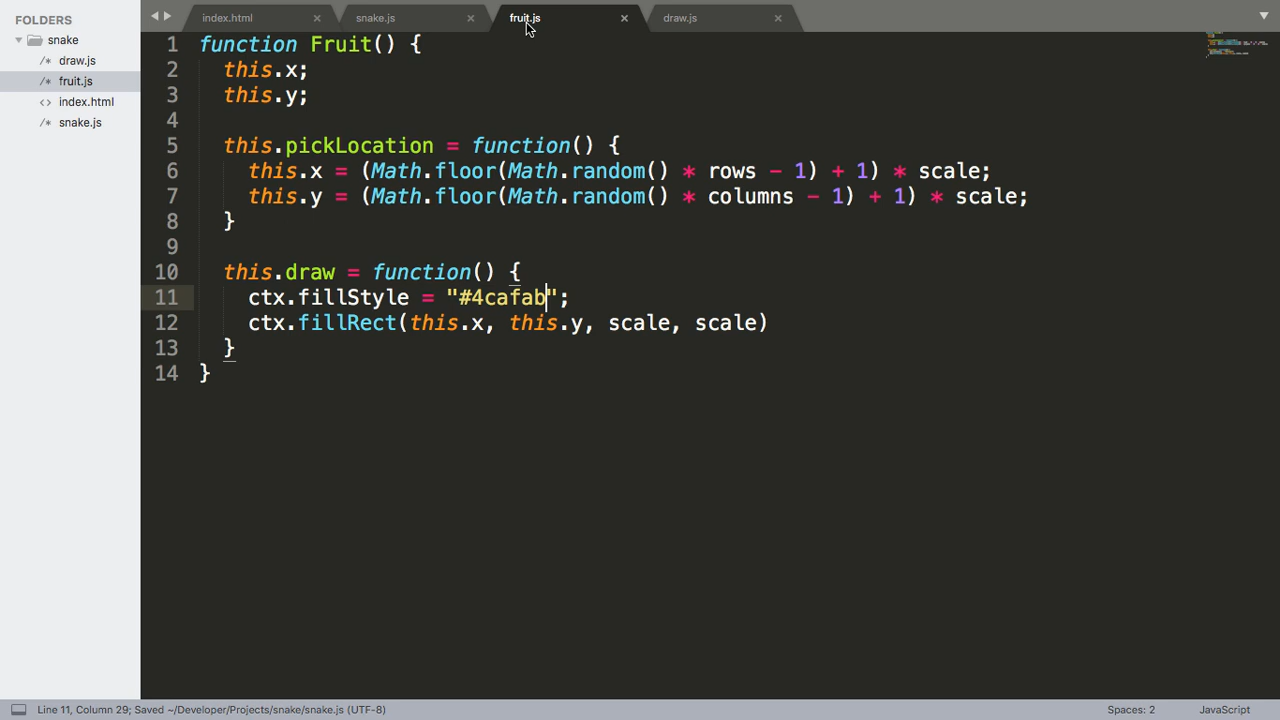 FOLDERS
snake
/* draw.js
/* fruit.js
<> index.html
/* snake.js
index.html × snake.js × fruit.js × draw.js ×
1 function Fruit() {
2 this.x;
3 this.y;
4
5 this.pickLocation = function() {
6 this.x = (Math.floor(Math.random() * rows - 1) + 1) * scale;
7 this.y = (Math.floor(Math.random() * columns - 1) + 1) * scale;
8 }
9
10 this.draw = function() {
11 ctx.fillStyle = "#4cafab";
12 ctx.fillRect(this.x, this.y, scale, scale)
13 }
14 }
Line 11, Column 29; Saved ~/Developer/Projects/snake/snake.js (UTF-8) Spaces: 2 JavaScript